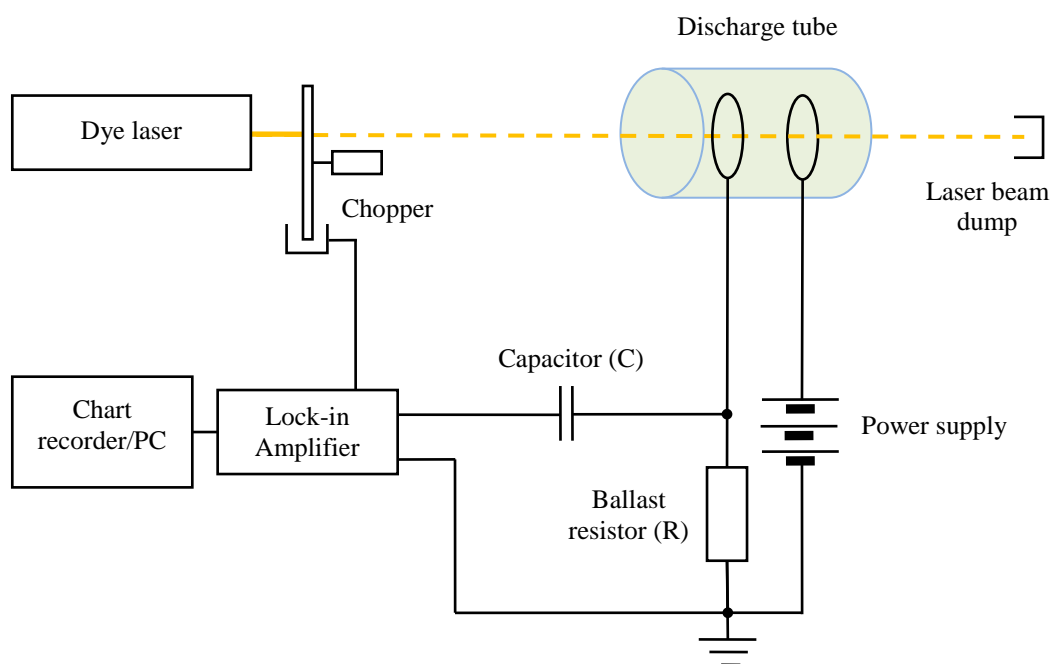 Discharge tube
Dye laser
Chopper
Laser beam
dump
Capacitor (C)
Chart
recorder/PC
Lock-in
Amplifier
Power supply
Ballast
resistor (R)